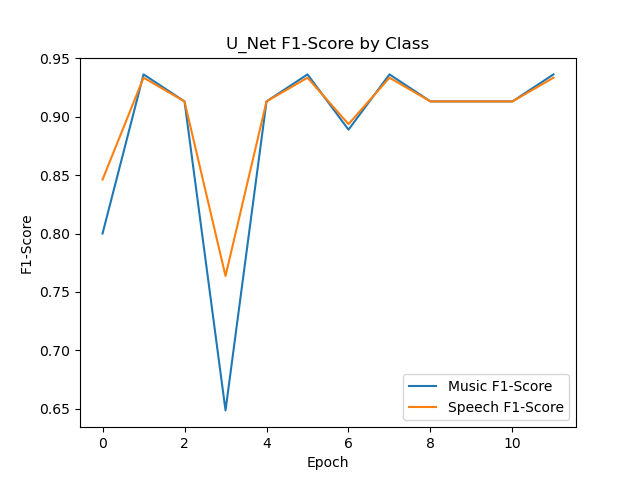 U_Net F1-Score by Class
F1-Score
0.95
0.90
0.85
0.80
0.75
0.70
0.65
Music F1-Score
Speech F1-Score
0 2 4 6 8 10
Epoch